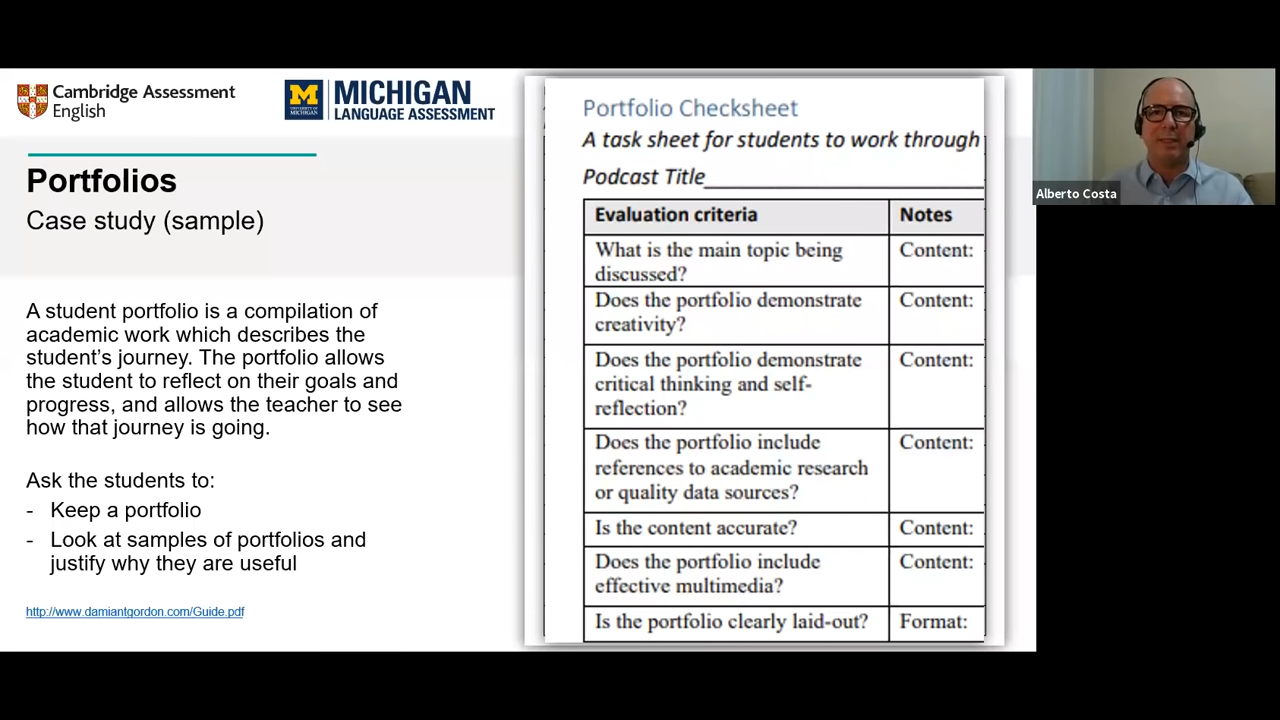 Cambridge Assessment
English
M
UNIVERSITY OF
MICHIGAN
MICHIGAN
LANGUAGE ASSESSMENT
Portfolios
Case study (sample)
A student portfolio is a compilation of
academic work which describes the
student's journey. The portfolio allows
the student to reflect on their goals and
progress, and allows the teacher to see
how that journey is going.
Ask the students to:
- Keep a portfolio
- Look at samples of portfolios and
justify why they are useful
http://www.damiantgordon.com/Guide.pdf
Portfolio Checksheet
A task sheet for students to work through
Podcast Title
Evaluation criteria Notes
What is the main topic being Content:
discussed?
Does the portfolio demonstrate Content:
creativity?
Does the portfolio demonstrate Content:
critical thinking and self-
reflection?
Does the portfolio include Content:
references to academic research
or quality data sources?
Is the content accurate? Content:
Does the portfolio include Content:
effective multimedia?
Is the portfolio clearly laid-out? Format:
Alberto Costa